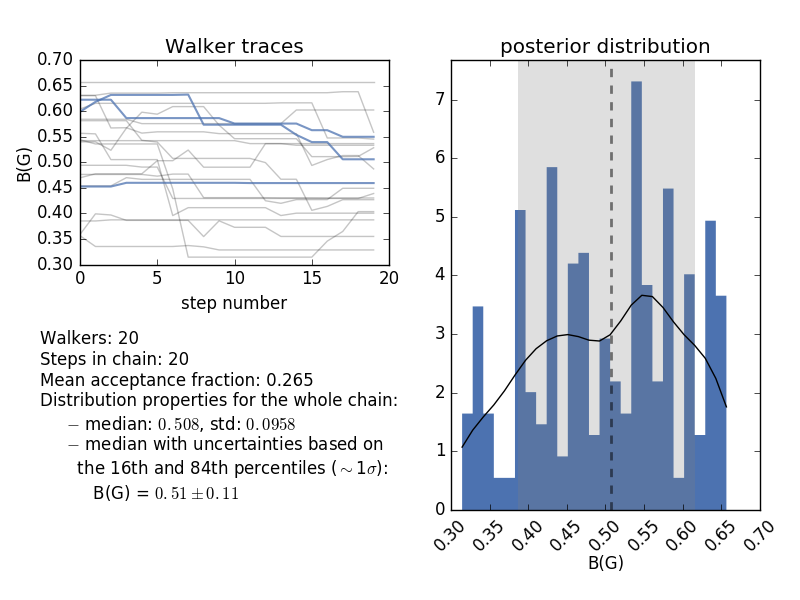 Walker traces
0.70
0.65
0.60
0.55
0.50
0.45
0.40
0.35
0.30
B(G)
0 5 10 15 20
step number
Walkers: 20
Steps in chain: 20
Mean acceptance fraction: 0.265
Distribution properties for the whole chain:
− median: 0.508, std: 0.0958
− median with uncertainties based on
the 16th and 84th percentiles (∼1σ):
B(G) = 0.51±0.11
posterior distribution
7
6
5
4
3
2
1
0
0.30 0.35 0.40 0.45 0.50 0.55 0.60 0.65 0.70
B(G)